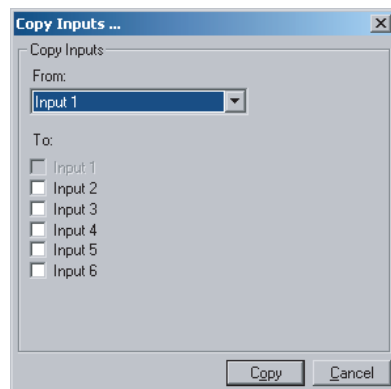 Copy Inputs ...
Copy Inputs
From:
Input 1
To:
Input 1
Input 2
Input 3
Input 4
Input 5
Input 6
Copy Cancel